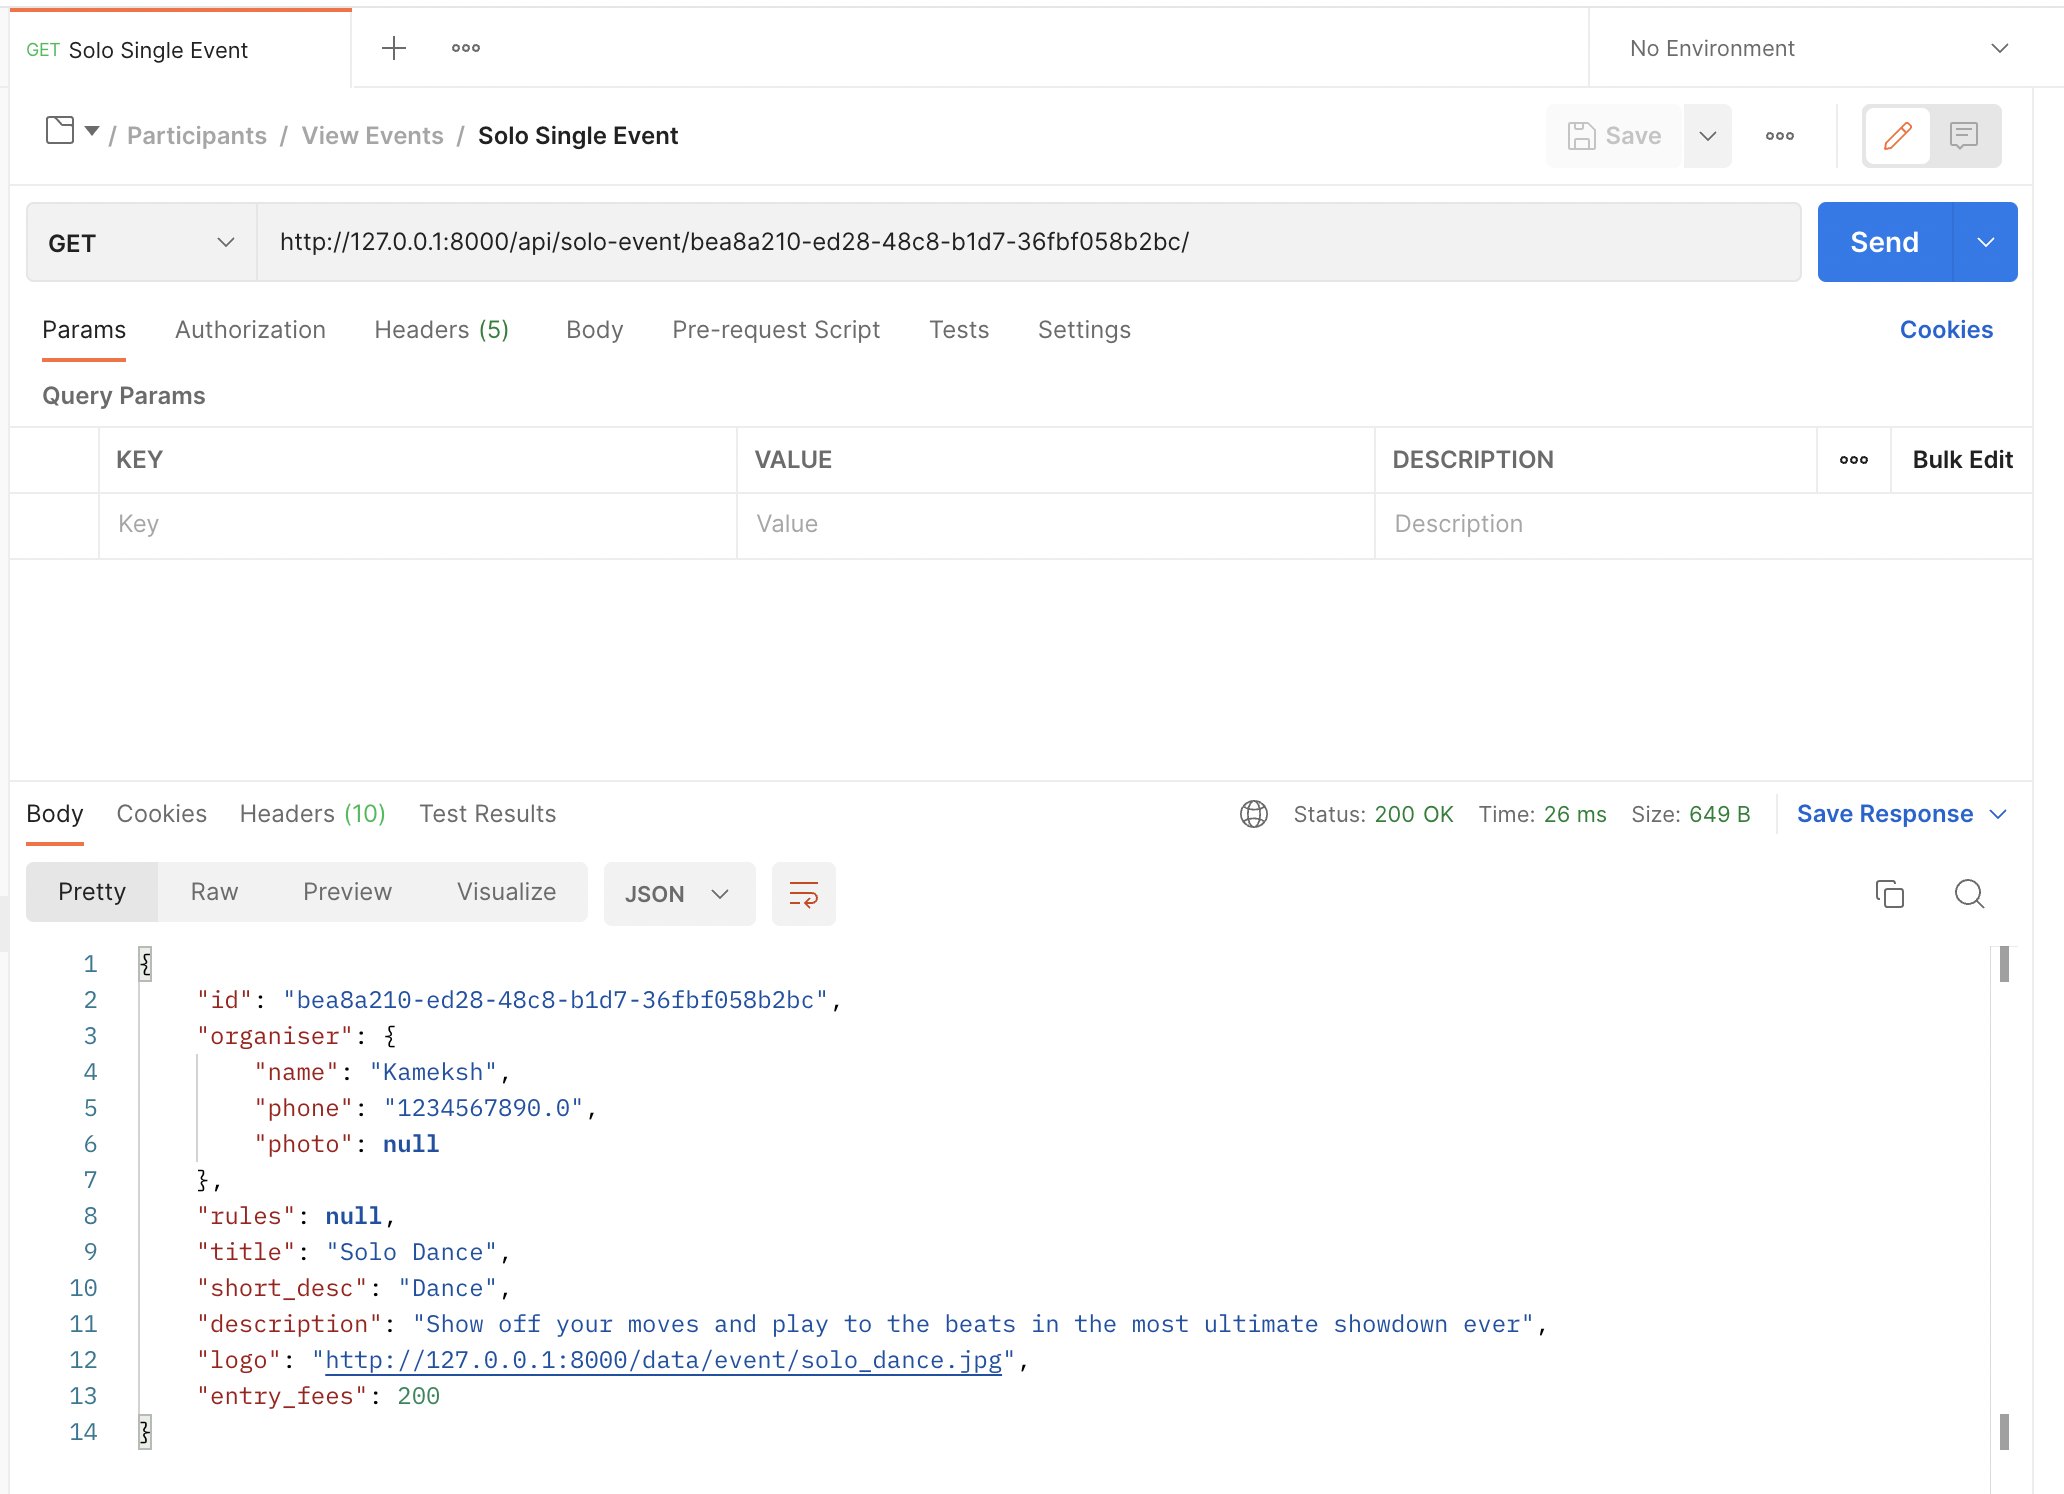 GET Solo Single Event
No Environment
/ Participants / View Events / Solo Single Event
Save
GET
http://127.0.0.1:8000/api/solo-event/bea8a210-ed28-48c8-b1d7-36fbf058b2bc/
Send
Params Authorization Headers (5) Body Pre-request Script Tests Settings Cookies
Query Params
KEY VALUE DESCRIPTION Bulk Edit
Key Value Description
Body Cookies Headers (10) Test Results Status: 200 OK Time: 26 ms Size: 649 B Save Response
Pretty Raw Preview Visualize JSON
1 {
2 "id": "bea8a210-ed28-48c8-b1d7-36fbf058b2bc",
3 "organiser": {
4 "name": "Kameksh",
5 "phone": "1234567890.0",
6 "photo": null
7 },
8 "rules": null,
9 "title": "Solo Dance",
10 "short_desc": "Dance",
11 "description": "Show off your moves and play to the beats in the most ultimate showdown ever",
12 "logo": "http://127.0.0.1:8000/data/event/solo_dance.jpg",
13 "entry_fees": 200
14 }